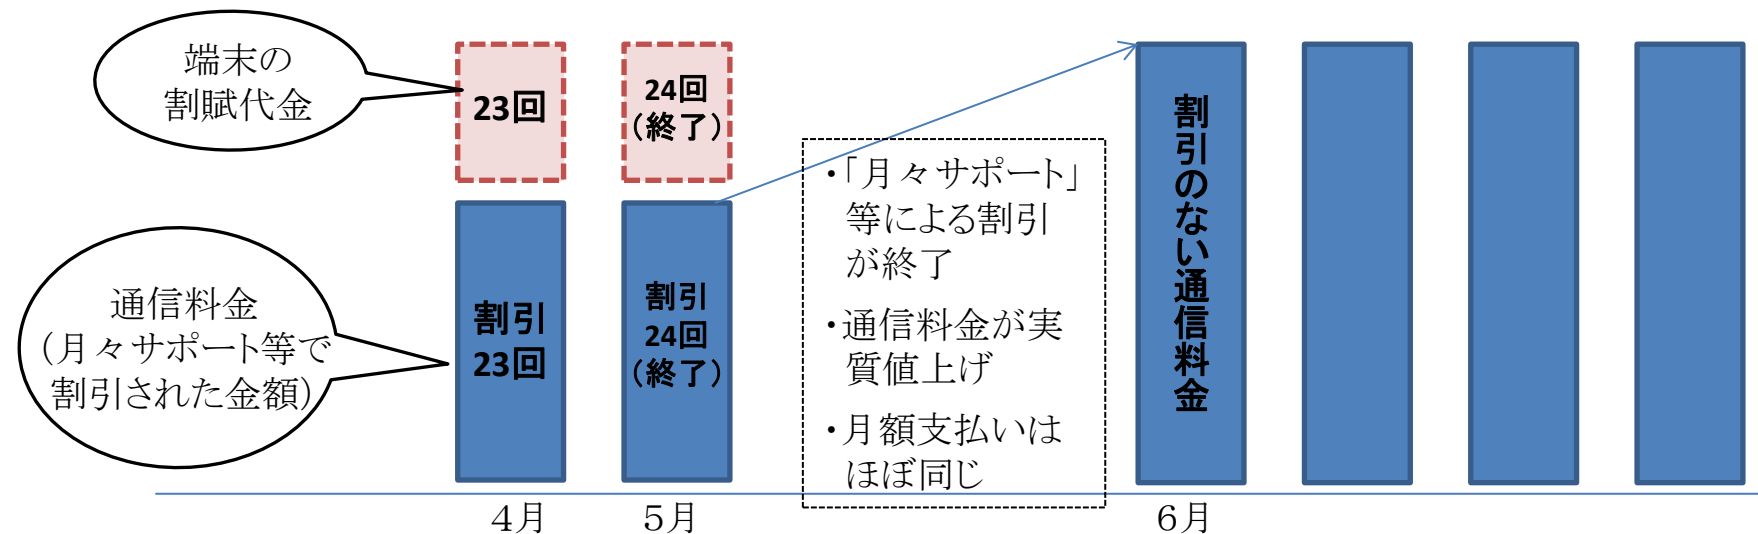 端末の
割賦代金
23回
24回
（終了）
通信料金
（月々サポート等で
割引された金額）
割引
23回
割引
24回
（終了）
・「月々サポート」
等による割引
が終了
・通信料金が実
質値上げ
・月額支払いは
ほぼ同じ
割引のない通信料金
４月
５月
６月